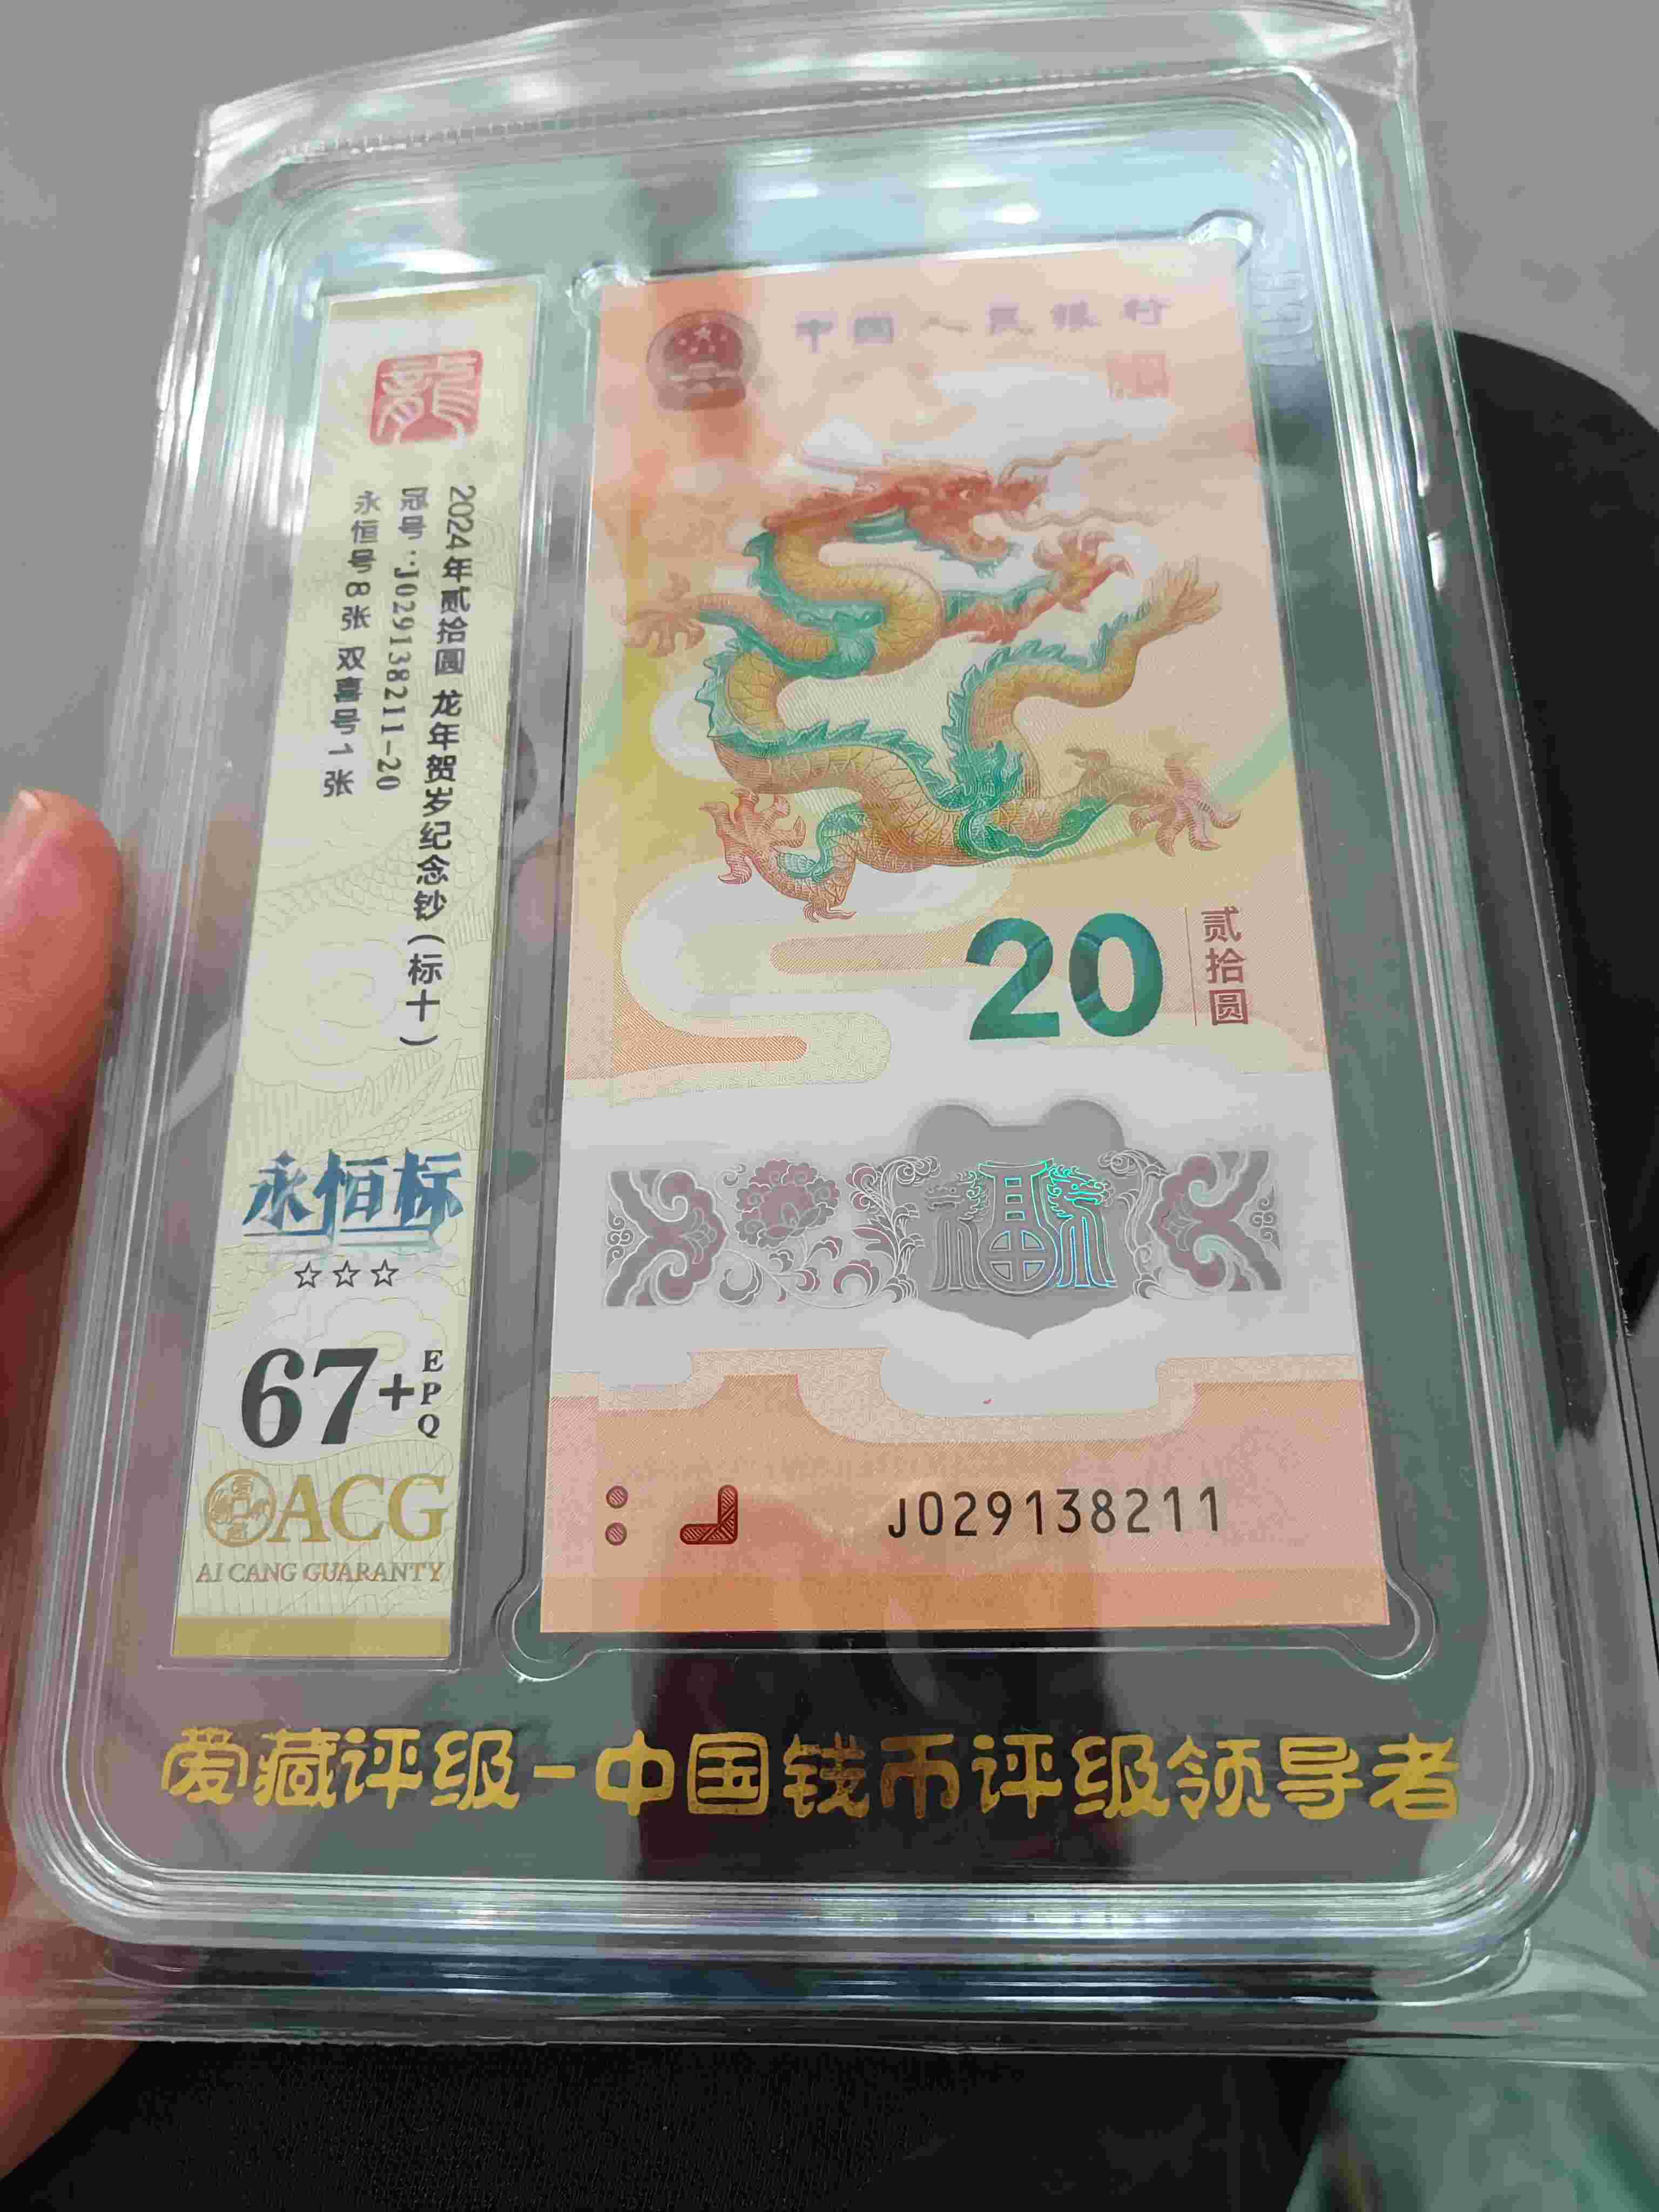 龍
2024年贰拾圆 龙年贺岁纪念钞(标十)
冠号:J029138211-20
永恒号8张 双喜号1张
永恒标
☆☆☆
67+EPQ
ACG
AI CANG GUARANTY
中国人民银行
20
贰拾圆
福
J029138211
爱藏评级-中国钱币评级领导者